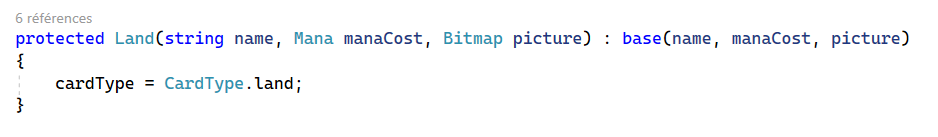 6 références
protected Land(string name, Mana manaCost, Bitmap picture) : base(name, manaCost, picture)
{
    cardType = CardType.land;
}